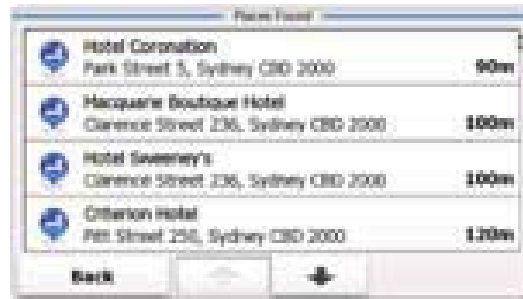 Places Found
Hotel Coronation
Park Street 5, Sydney CBD 2000
90m
Macquarie Boutique Hotel
Clarence Street 236, Sydney CBD 2000
100m
Hotel Sweeney's
Clarence Street 236, Sydney CBD 2000
100m
Criterion Hotel
Pitt Street 250, Sydney CBD 2000
120m
Back